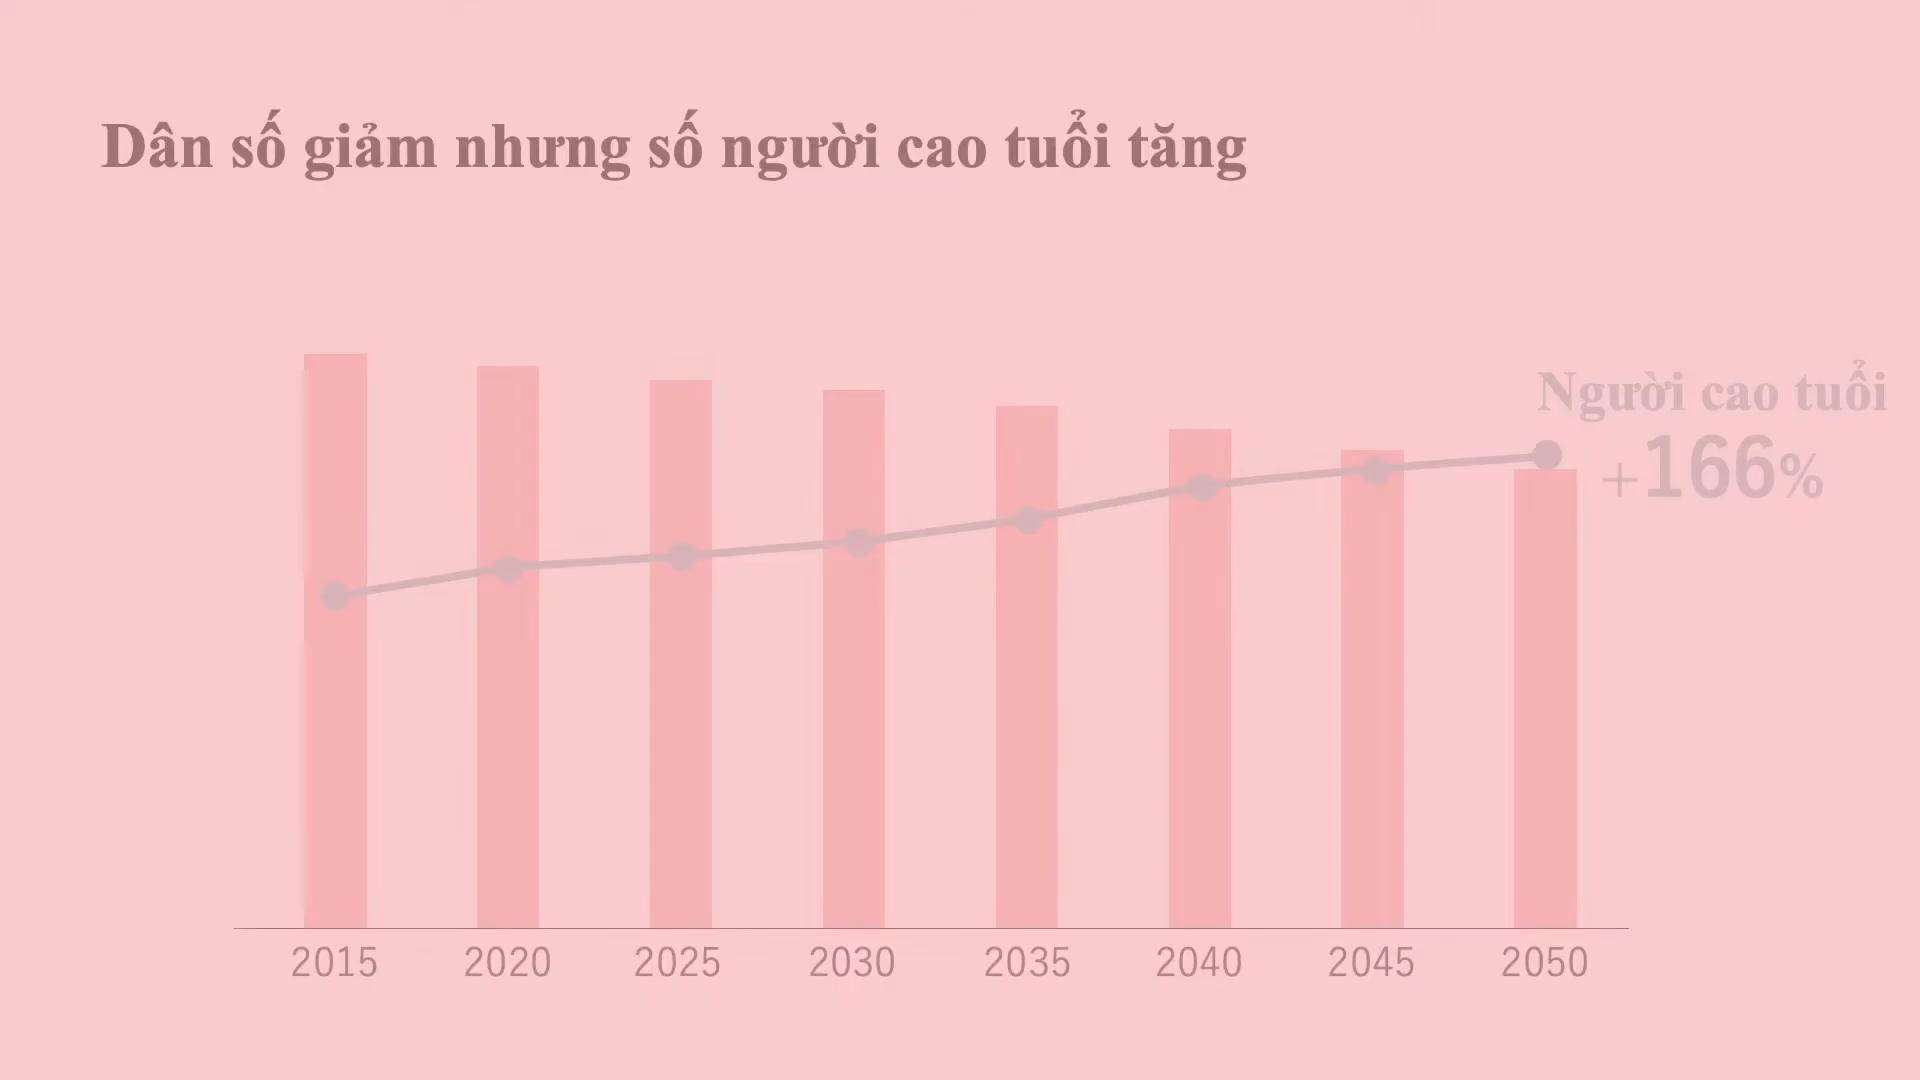 Dân số giảm nhưng số người cao tuổi tăng
Người cao tuổi
+166%
2015 2020 2025 2030 2035 2040 2045 2050